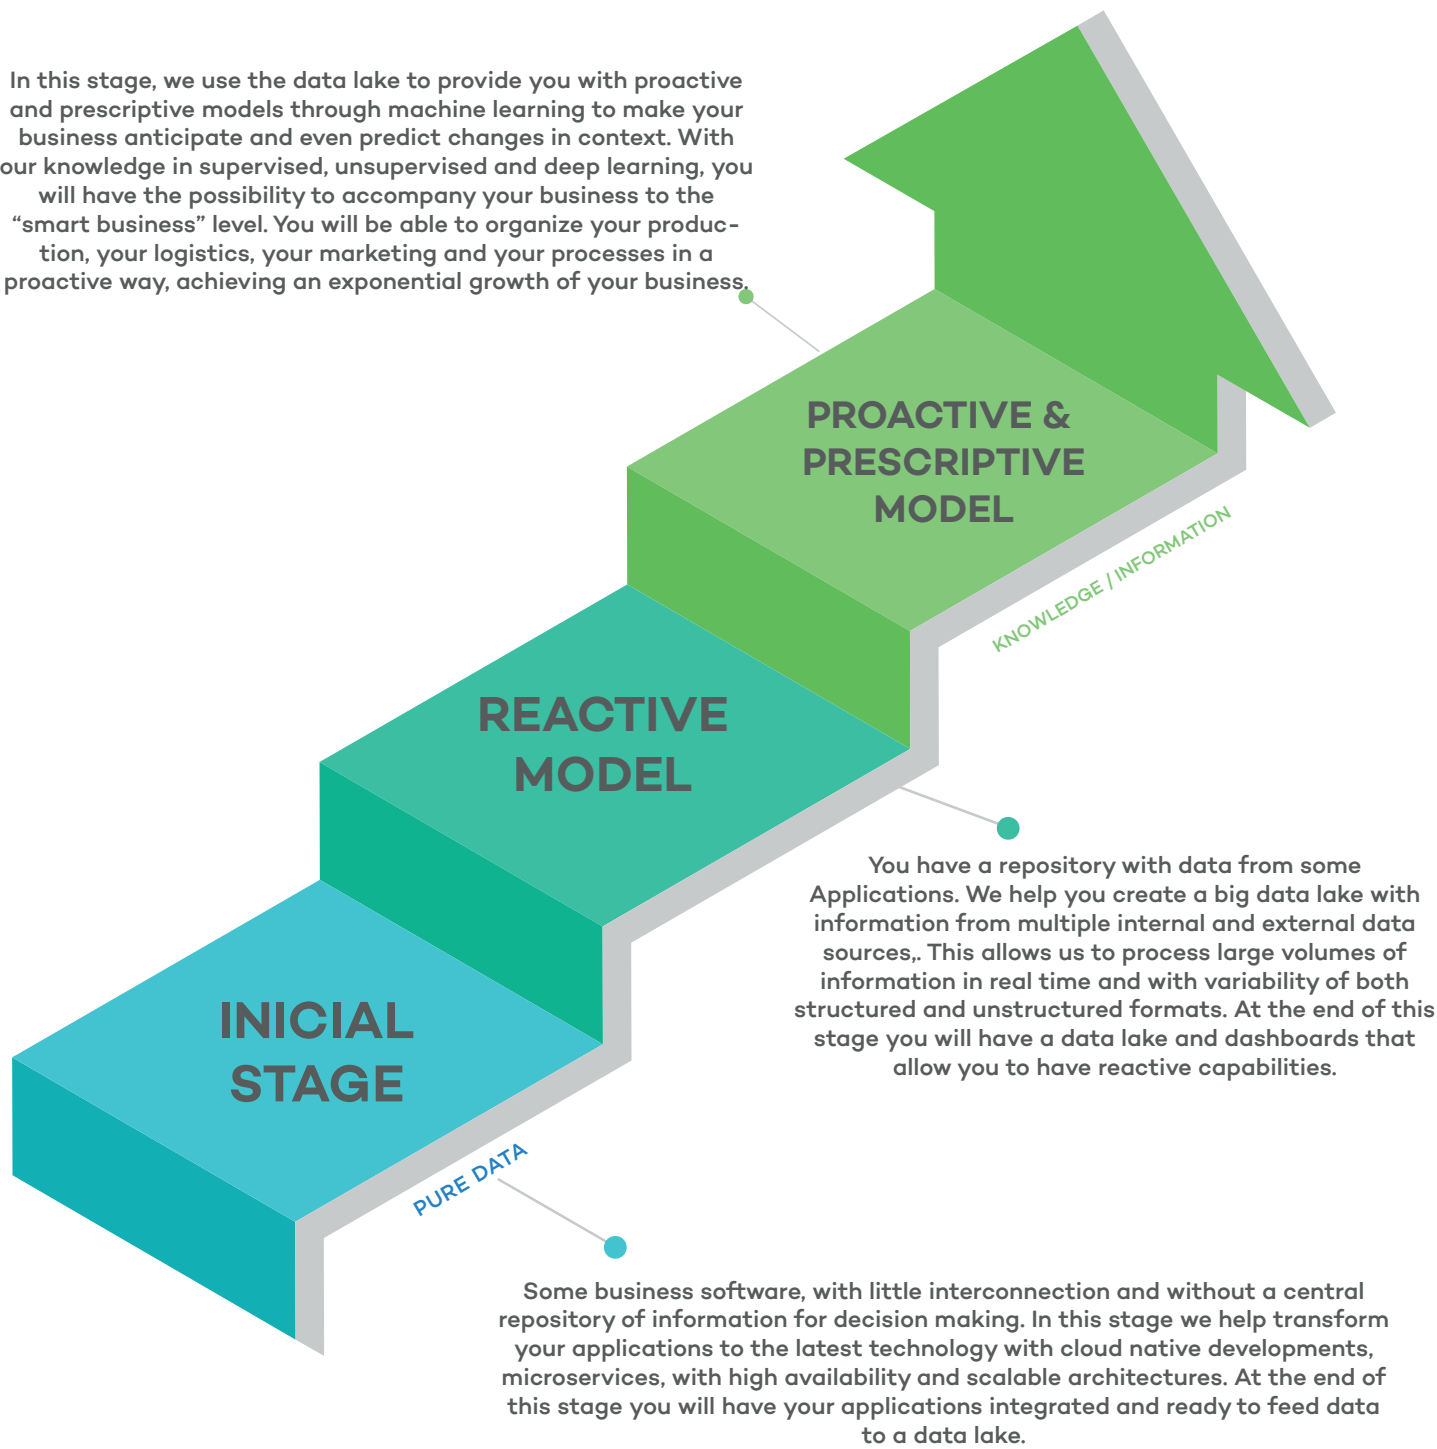 In this stage, we use the data lake to provide you with proactive
and prescriptive models through machine learning to make your
business anticipate and even predict changes in context. With
our knowledge in supervised, unsupervised and deep learning, you
will have the possibility to accompany your business to the
“smart business” level. You will be able to organize your produc-
tion, your logistics, your marketing and your processes in a
proactive way, achieving an exponential growth of your business.
PROACTIVE &
PRESCRIPTIVE
MODEL
KNOWLEDGE / INFORMATION
REACTIVE
MODEL
You have a repository with data from some
Applications. We help you create a big data lake with
information from multiple internal and external data
sources,. This allows us to process large volumes of
information in real time and with variability of both
structured and unstructured formats. At the end of this
stage you will have a data lake and dashboards that
allow you to have reactive capabilities.
INICIAL
STAGE
PURE DATA
Some business software, with little interconnection and without a central
repository of information for decision making. In this stage we help transform
your applications to the latest technology with cloud native developments,
microservices, with high availability and scalable architectures. At the end of
this stage you will have your applications integrated and ready to feed data
to a data lake.